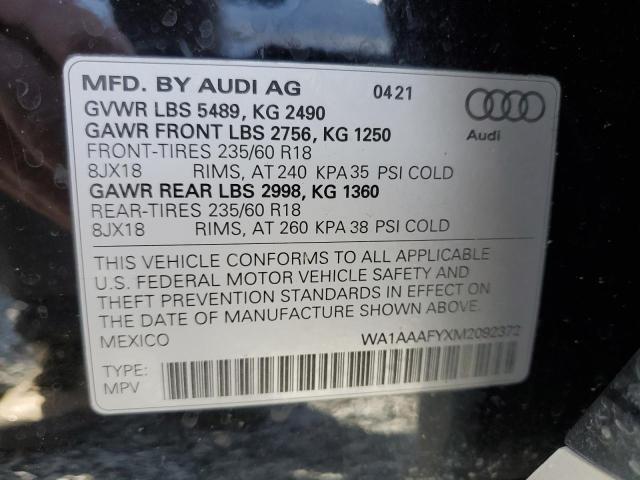 MFD. BY AUDI AG 0421
GVWR LBS 5489, KG 2490
GAWR FRONT LBS 2756, KG 1250
Audi
FRONT-TIRES 235/60 R18
8JX18 RIMS, AT 240 KPA 35 PSI COLD
GAWR REAR LBS 2998, KG 1360
REAR-TIRES 235/60 R18
8JX18 RIMS, AT 260 KPA 38 PSI COLD
THIS VEHICLE CONFORMS TO ALL APPLICABLE
U.S. FEDERAL MOTOR VEHICLE SAFETY AND
THEFT PREVENTION STANDARDS IN EFFECT ON
THE DATE OF MANUFACTURE SHOWN ABOVE.
MEXICO WA1AAAFYXM2092372
TYPE:
MPV